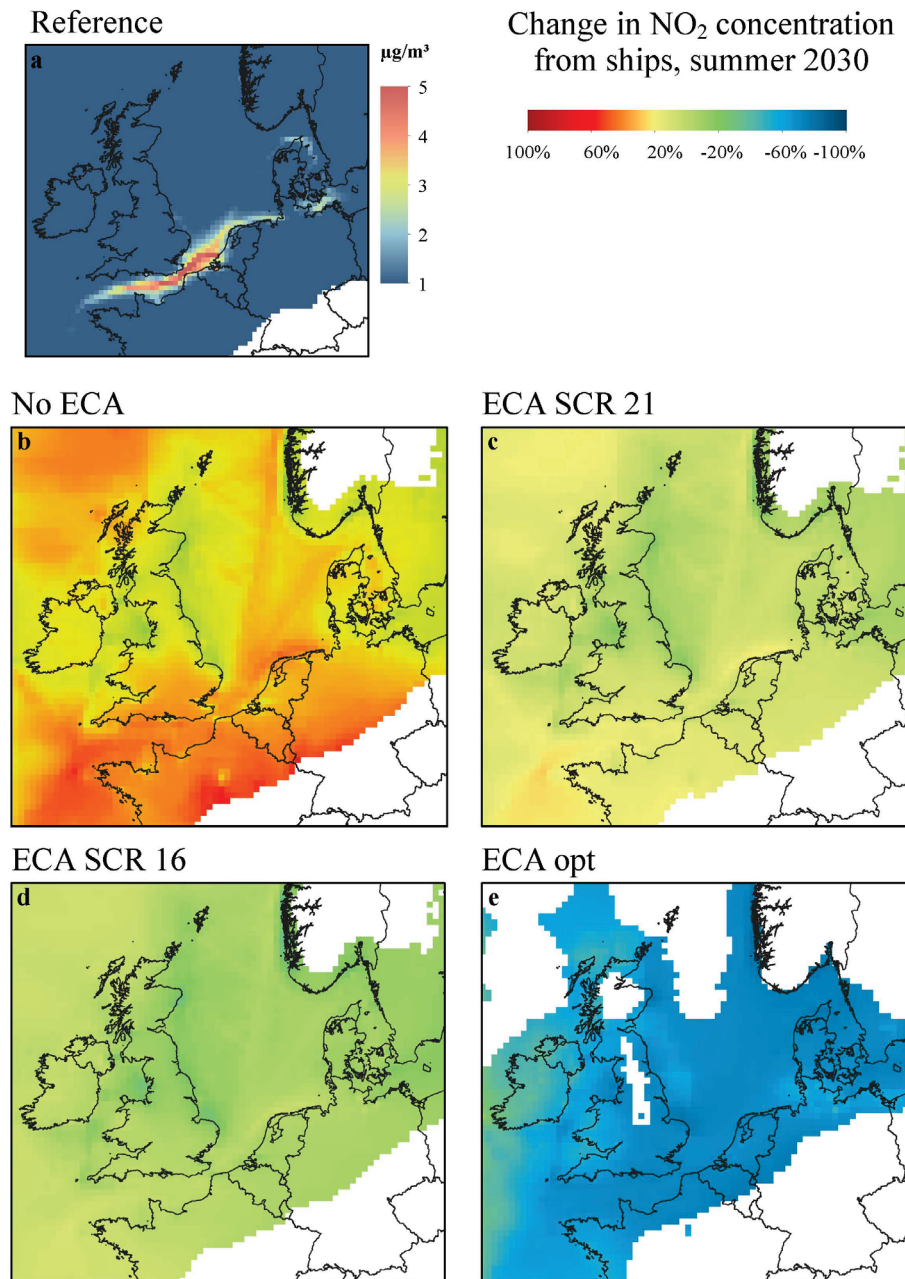 Reference
Change in NO₂ concentration
from ships, summer 2030
a
µg/m³
5
4
3
2
1
100% 60% 20% -20% -60% -100%
No ECA
b
ECA SCR 21
c
ECA SCR 16
d
ECA opt
e